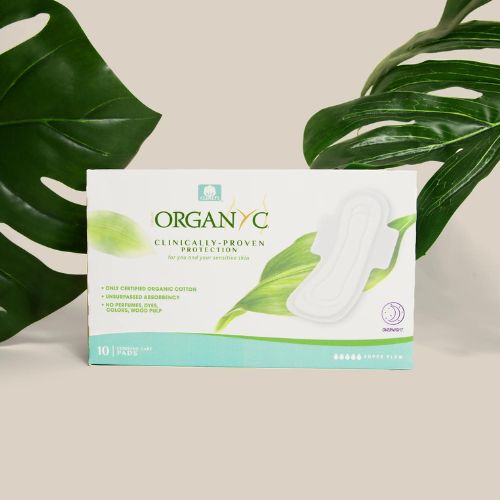 ORGANYC
CLINICALLY-PROVEN
PROTECTION
for you and your sensitive skin
• ONLY CERTIFIED ORGANIC COTTON
• UNSURPASSED ABSORBENCY
• NO PERFUMES, DYES,
COLORS, WOOD PULP
OVERNIGHT
10
PADS
SUPER FLOW